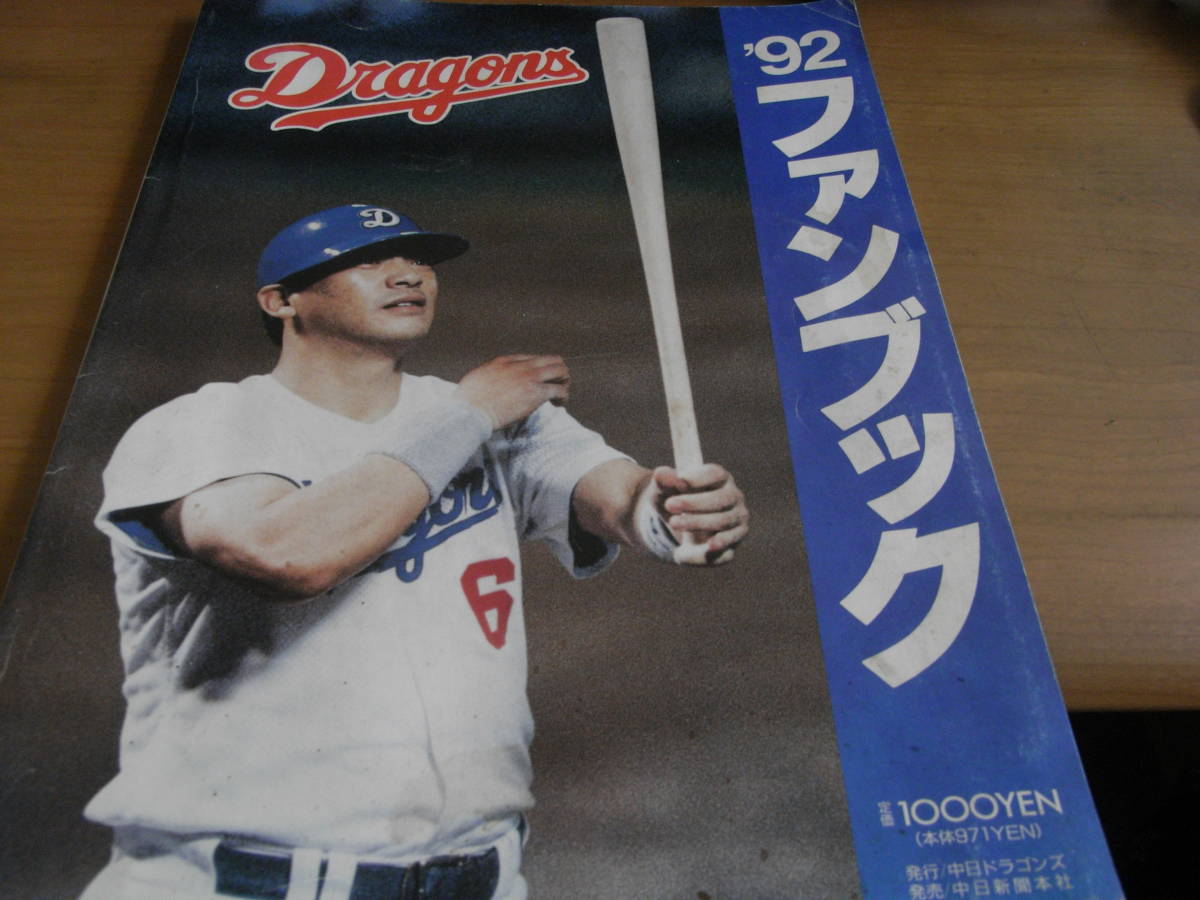 Dragons
'92
ファンブック
D
agons
6
定価 1000YEN
(本体971YEN)
発行/中日ドラゴンズ
発売/中日新聞本社